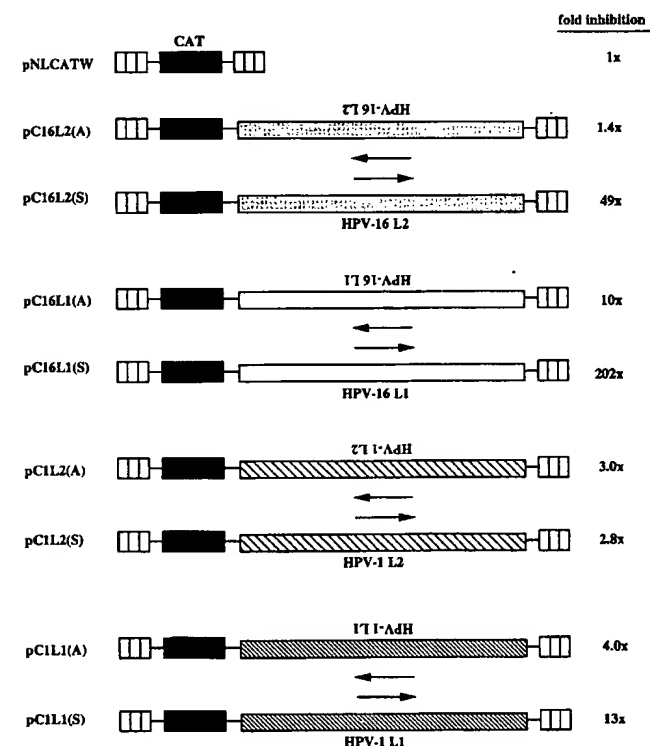 fold inhibition
CAT
pNLCATW 1x
HPV-16 L2
pC16L2(A) 1.4x
pC16L2(S) 49x
HPV-16 L2
HPV-16 L1
pC16L1(A) 10x
pC16L1(S) 202x
HPV-16 L1
HPV-1 L2
pC1L2(A) 3.0x
pC1L2(S) 2.8x
HPV-1 L2
HPV-1 L1
pC1L1(A) 4.0x
pC1L1(S) 13x
HPV-1 L1